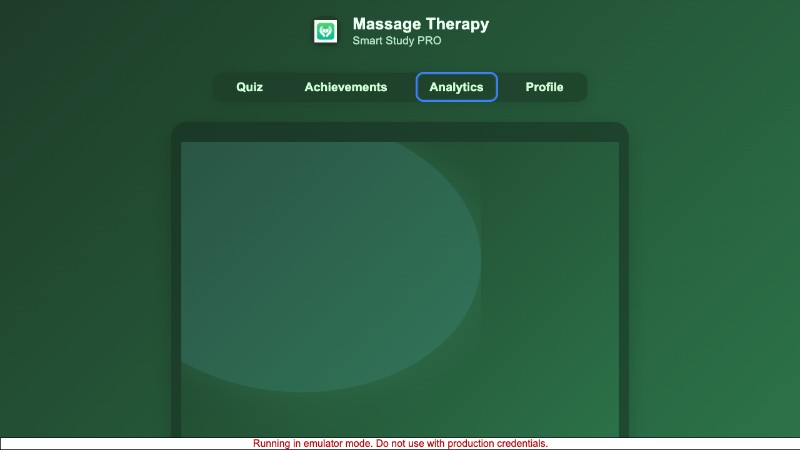 Massage Therapy
Smart Study PRO
Quiz
Achievements
Analytics
Profile
Running in emulator mode. Do not use with production credentials.